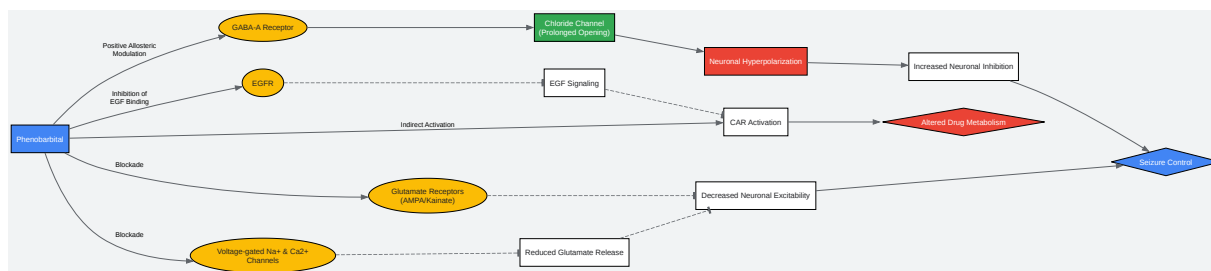 GABA-A Receptor
Chloride Channel
(Prolonged Opening)
Positive Allosteric
Modulation
Neuronal Hyperpolarization
Increased Neuronal Inhibition
EGFR
EGF Signaling
Inhibition of
EGF Binding
Indirect Activation
CAR Activation
Altered Drug Metabolism
Phenobarbital
Blockade
Seizure Control
Glutamate Receptors
(AMPA/Kainate)
Decreased Neuronal Excitability
Blockade
Voltage-gated Na+ & Ca2+
Channels
Reduced Glutamate Release